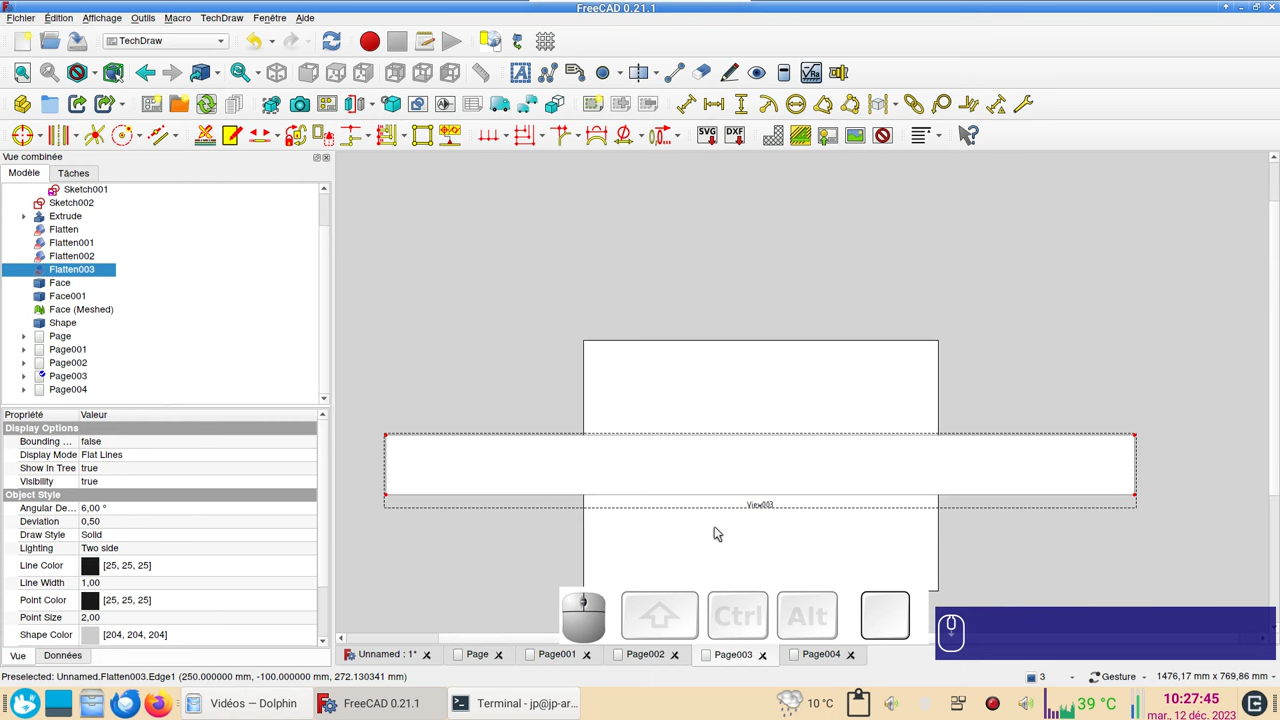 FreeCAD 0.21.1
Fichier Édition Affichage Outils Macro TechDraw Fenêtre Aide
TechDraw
SVG DXF
Vue combinée
Modèle Tâches
Sketch001
Sketch002
Extrude
Flatten
Flatten001
Flatten002
Flatten003
Face
Face001
Face (Meshed)
Shape
Page
Page001
Page002
Page003
Page004
Propriété Valeur
Display Options
Bounding ... false
Display Mode Flat Lines
Show In Tree true
Visibility true
Object Style
Angular De... 6,00 °
Deviation 0,50
Draw Style Solid
Lighting Two side
Line Color [25, 25, 25]
Line Width 1,00
Point Color [25, 25, 25]
Point Size 2,00
Shape Color [204, 204, 204]
Vue Données
View003
Ctrl Alt
Unnamed : 1* Page Page001 Page002 Page003 Page004
Preselected: Unnamed.Flatten003.Edge1 (250.000000 mm, -100.000000 mm, 272.130341 mm)
3 Gesture 1476,17 mm x 769,86 mm
Vidéos — Dolphin FreeCAD 0.21.1 Terminal - jp@jp-ar... 10 °C 39 °C 10:27:45
mar., 12 déc. 2023